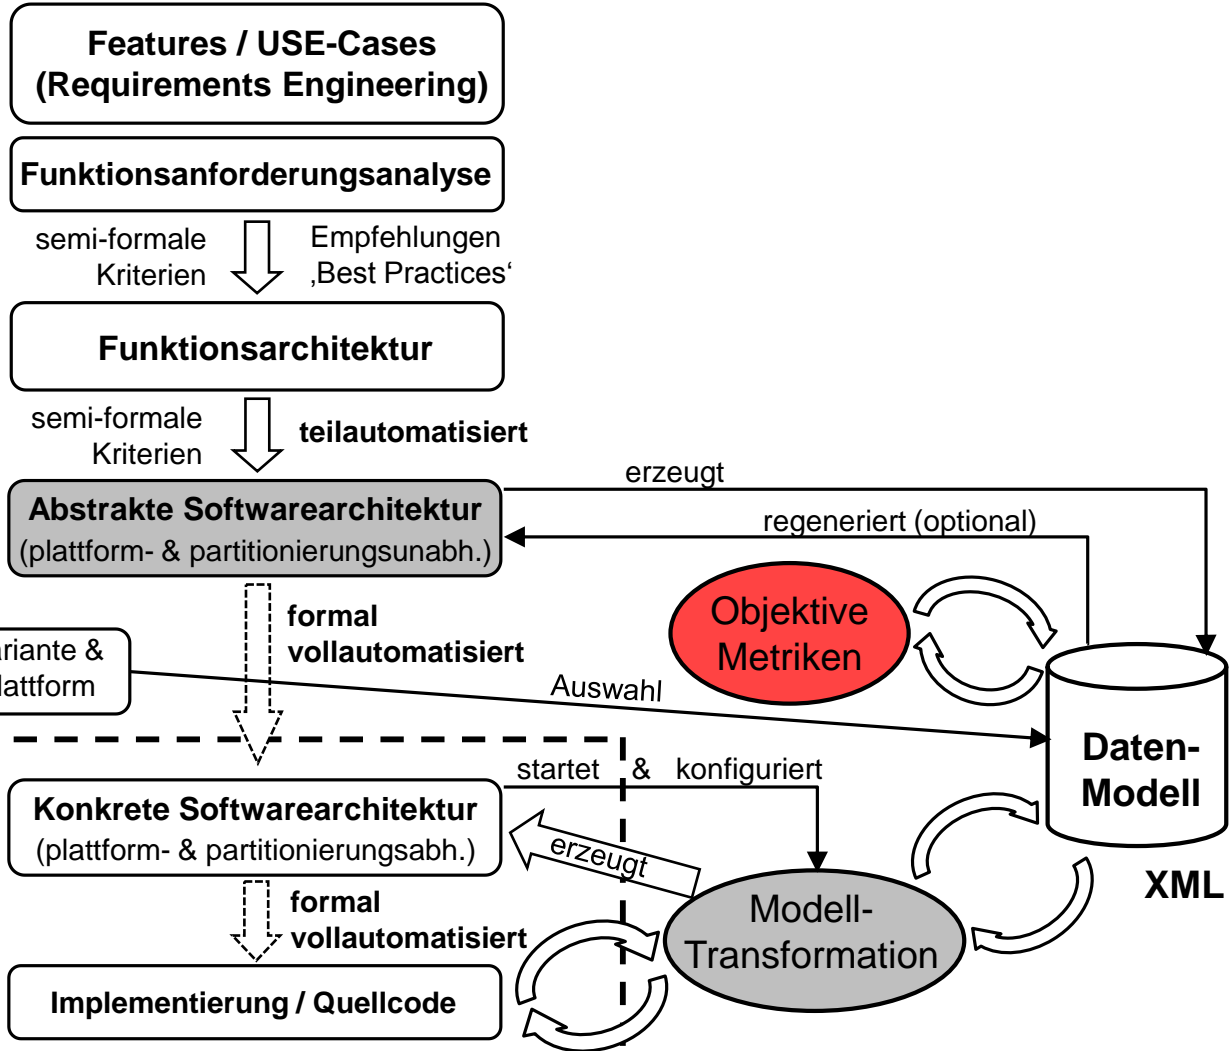 Features / USE-Cases
(Requirements Engineering)
Funktionsanforderungsanalyse
semi-formale
Kriterien
Empfehlungen
‚Best Practices‘
Funktionsarchitektur
semi-formale
Kriterien
teilautomatisiert
erzeugt
Abstrakte Softwarearchitektur
(plattform- & partitionierungsunabh.)
regeneriert (optional)
formal
vollautomatisiert
Objektive
Metriken
ariante &
lattform
Auswahl
Daten-
Modell
XML
startet & konfiguriert
Konkrete Softwarearchitektur
(plattform- & partitionierungsabh.)
erzeugt
formal
vollautomatisiert
Modell-
Transformation
Implementierung / Quellcode